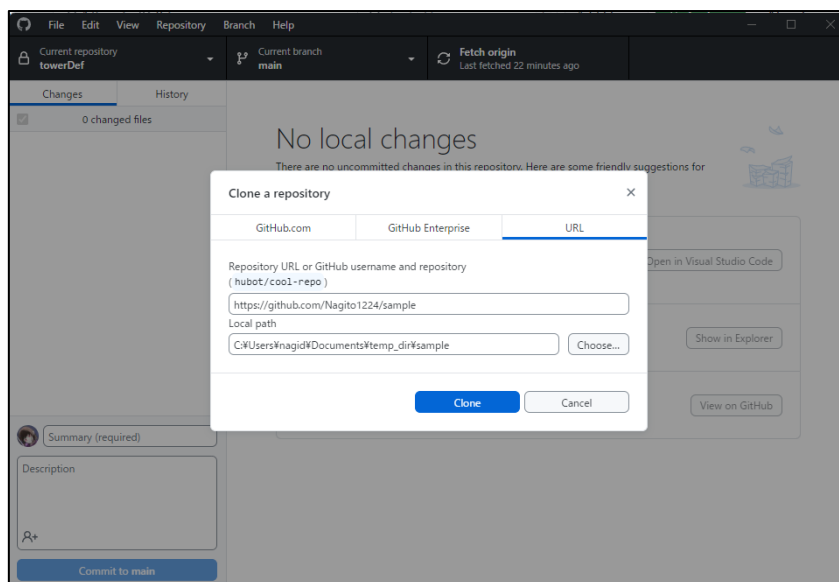 File Edit View Repository Branch Help
Current repository
towerDef
Current branch
main
Fetch origin
Last fetched 22 minutes ago
Changes History
0 changed files
No local changes
There are no uncommitted changes in this repository. Here are some friendly suggestions for
Clone a repository
GitHub.com GitHub Enterprise URL
Repository URL or GitHub username and repository
(hubot/cool-repo)
https://github.com/Nagito1224/sample
Local path
C:¥Users¥nagid¥Documents¥temp_dir¥sample
Choose...
Clone Cancel
Open in Visual Studio Code
Show in Explorer
View on GitHub
Summary (required)
Description
Commit to main